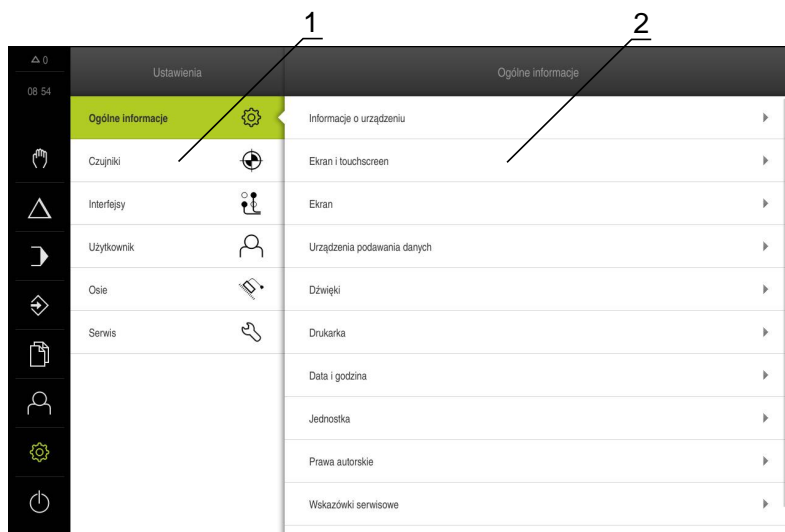 1
2
0
08 54
Ustawienia
Ogólne informacje
Ogólne informacje
Czujniki
Interfejsy
Użytkownik
Osie
Serwis
Informacje o urządzeniu
Ekran i touchscreen
Ekran
Urządzenia podawania danych
Dźwięki
Drukarka
Data i godzina
Jednostka
Prawa autorskie
Wskazówki serwisowe